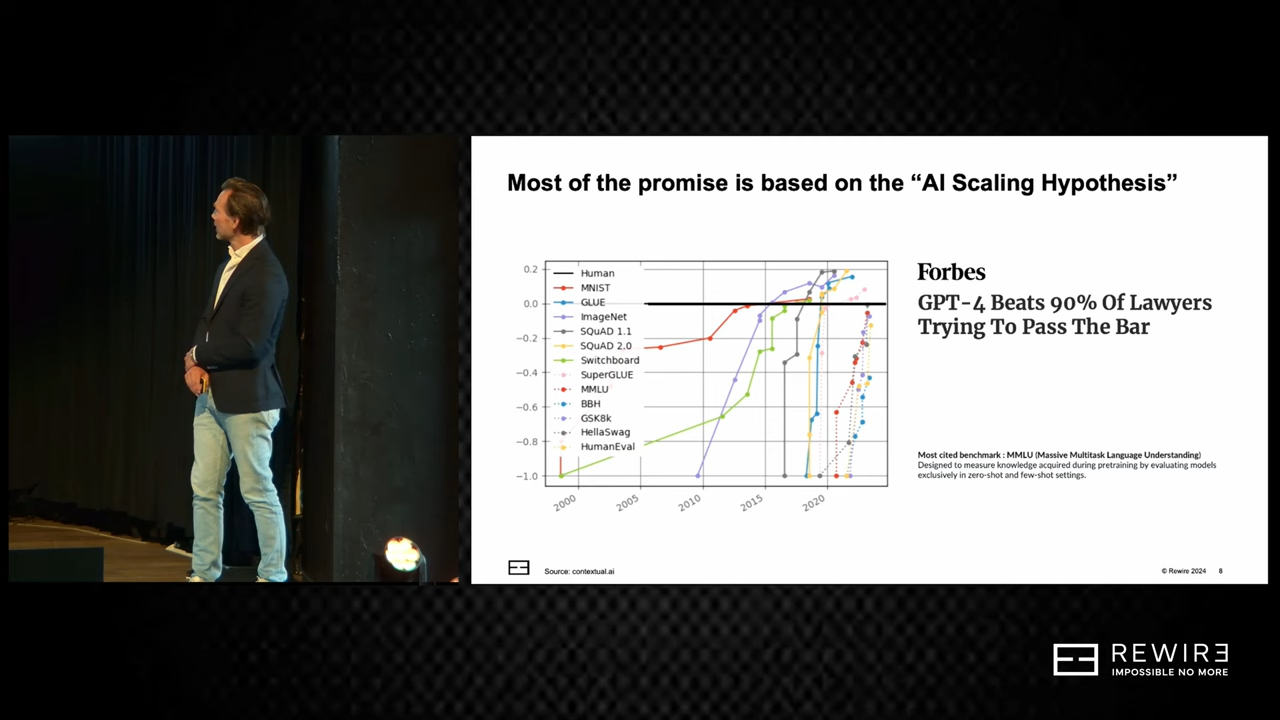 Most of the promise is based on the “AI Scaling Hypothesis”
0.2
0.0
−0.2
−0.4
−0.6
−0.8
−1.0
Human
MNIST
GLUE
ImageNet
SQuAD 1.1
SQuAD 2.0
Switchboard
SuperGLUE
MMLU
BBH
GSK8k
HellaSwag
HumanEval
2000
2005
2010
2015
2020
Forbes
GPT-4 Beats 90% Of Lawyers
Trying To Pass The Bar
Most cited benchmark : MMLU (Massive Multitask Language Understanding)
Designed to measure knowledge acquired during pretraining by evaluating models
exclusively in zero-shot and few-shot settings.
Source: contextual.ai
© Rewire 2024 8
REWIRE
IMPOSSIBLE NO MORE